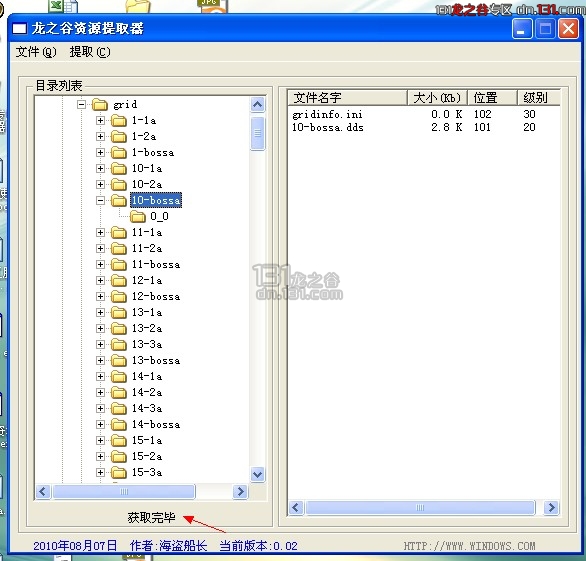 131龙之谷专区 dn.131.com
龙之谷资源提取器
文件(Q) 提取(C)
目录列表
grid
1-1a
1-2a
1-bossa
10-1a
10-2a
10-bossa
0_0
11-1a
11-2a
11-bossa
12-1a
12-bossa
13-1a
13-2a
13-3a
13-bossa
14-1a
14-2a
14-3a
14-bossa
15-1a
15-2a
15-3a
获取完毕
文件名字 大小(Kb) 位置 级别
gridinfo.ini 0.0 K 102 30
10-bossa.dds 2.8 K 101 20
131龙之谷
dn.131.com
2010年08月07日 作者:海盗船长 当前版本:0.02 HTTP://WWW.WINDOWS.COM